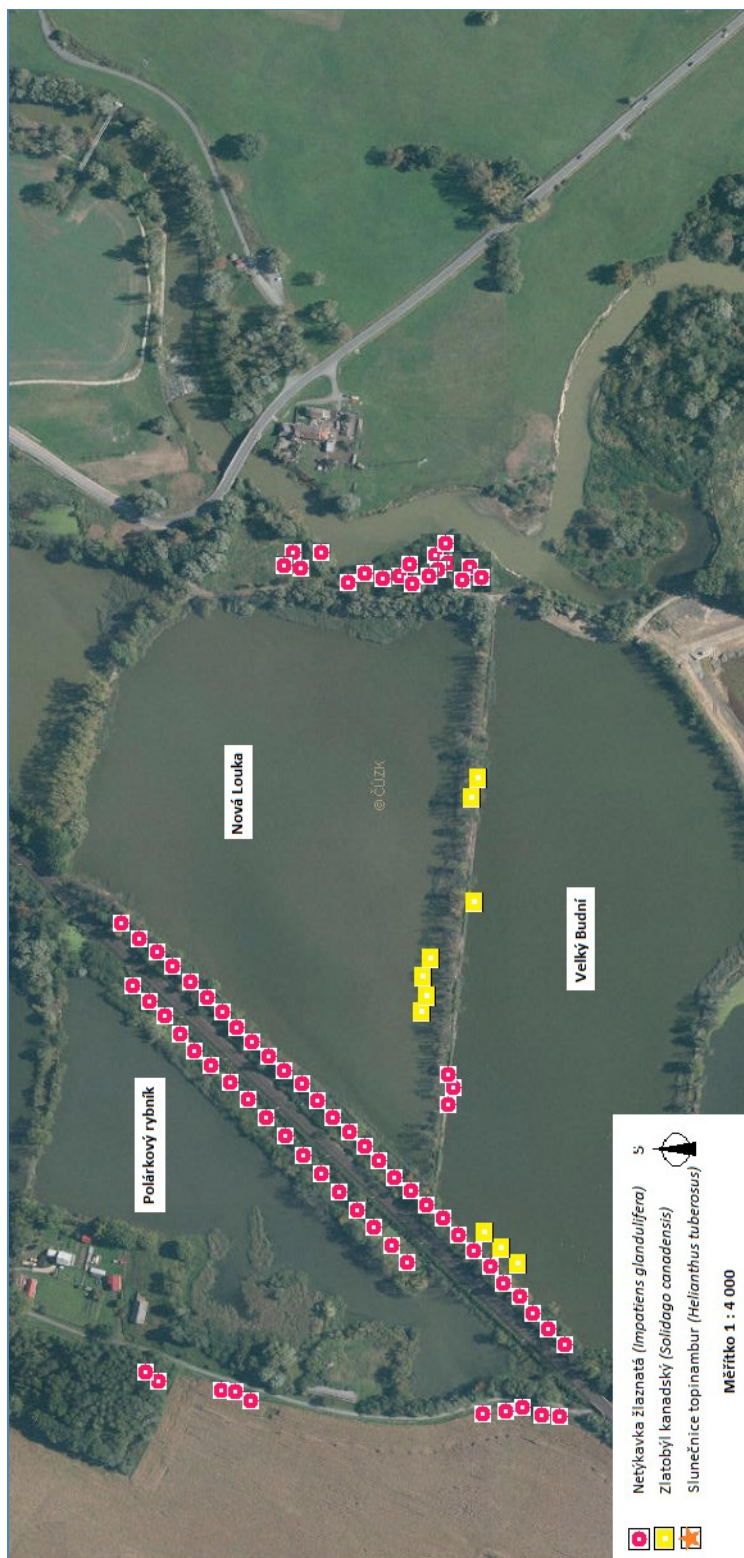 Polárkový rybník
Nová Louka
© ČÚZK
Velký Budní
Netýkavka žlaznatá (Impatiens glandulifera)
Zlatobýl kanadský (Solidago canadensis)
Slunečnice topinambur (Helianthus tuberosus)
S
Měřítko 1 : 4 000